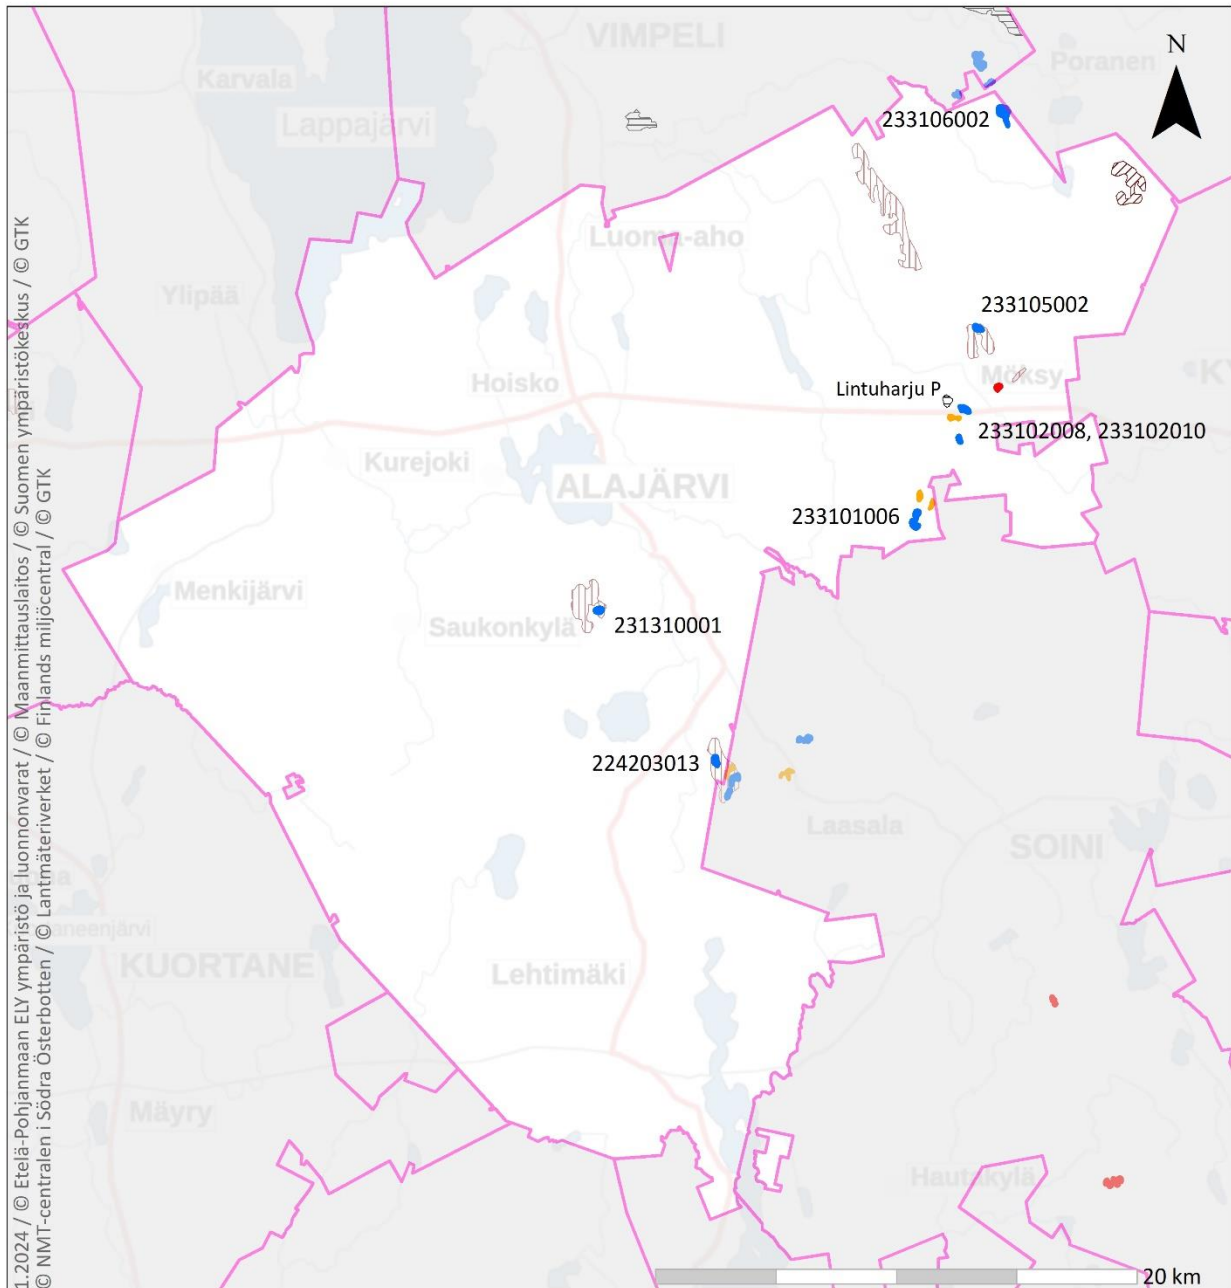 VIMPELI
Karvala
Poranen
N
Lappajärvi
233106002
Luoma-aho
Ylipää
233105002
Hoisko
Möksy
Lintuharju P
KY
233102008, 233102010
Kurejoki
ALAJÄRVI
233101006
Menkijärvi
Saukonkylä
231310001
224203013
Laasala
SOINI
neenjärvi
KUORTANE
Lehtimäki
Mäyry
Hautakylä
20 km
1.2024 / © Etelä-Pohjanmaan ELY ympäristö ja luonnonvarat / © Maanmittauslaitos / © Suomen ympäristökeskus / © GTK
© NMT-centralen i Södra Österbotten / © Lantmäteriverket / © Finlands miljöcentral / © GTK